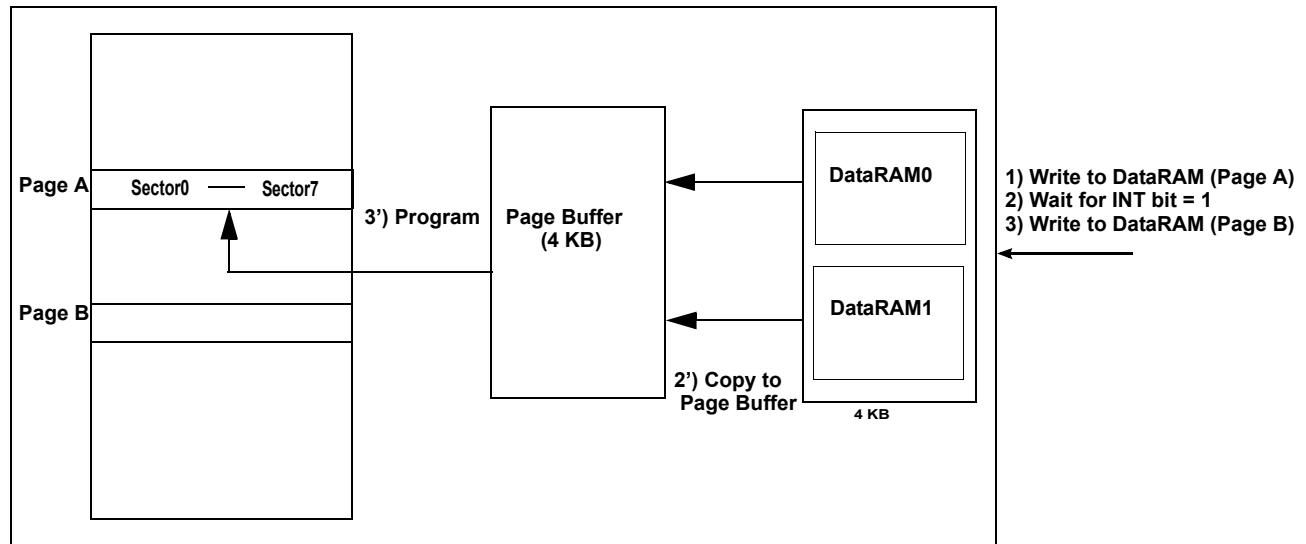 Page A
Sector0
Sector7
3’) Program
Page Buffer
(4 KB)
DataRAM0
1) Write to DataRAM (Page A)
2) Wait for INT bit = 1
3) Write to DataRAM (Page B)
Page B
DataRAM1
2’) Copy to
Page Buffer
4 KB